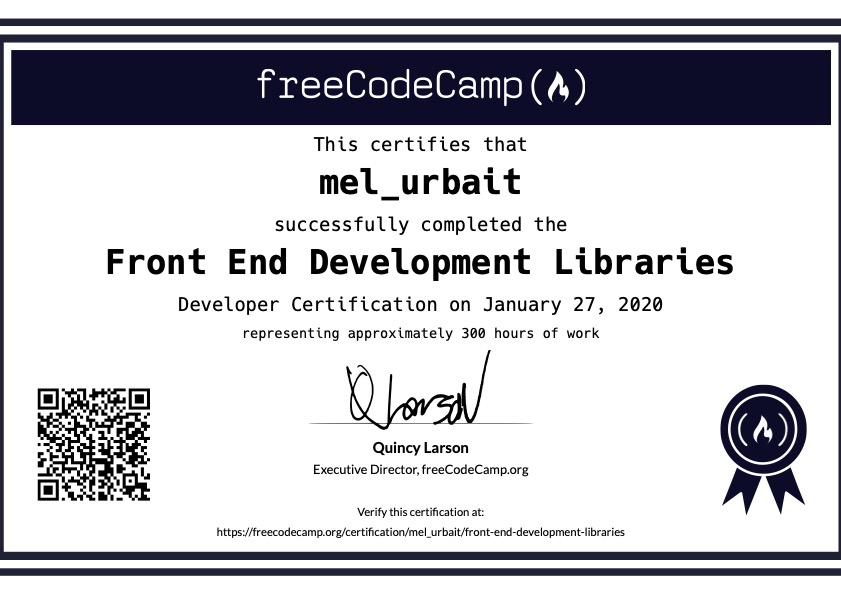 freeCodeCamp
This certifies that
mel_urbait
successfully completed the
Front End Development Libraries
Developer Certification on January 27, 2020
representing approximately 300 hours of work
QLarson
Quincy Larson
Executive Director, freeCodeCamp.org
Verify this certification at:
https://freecodecamp.org/certification/mel_urbait/front-end-development-libraries